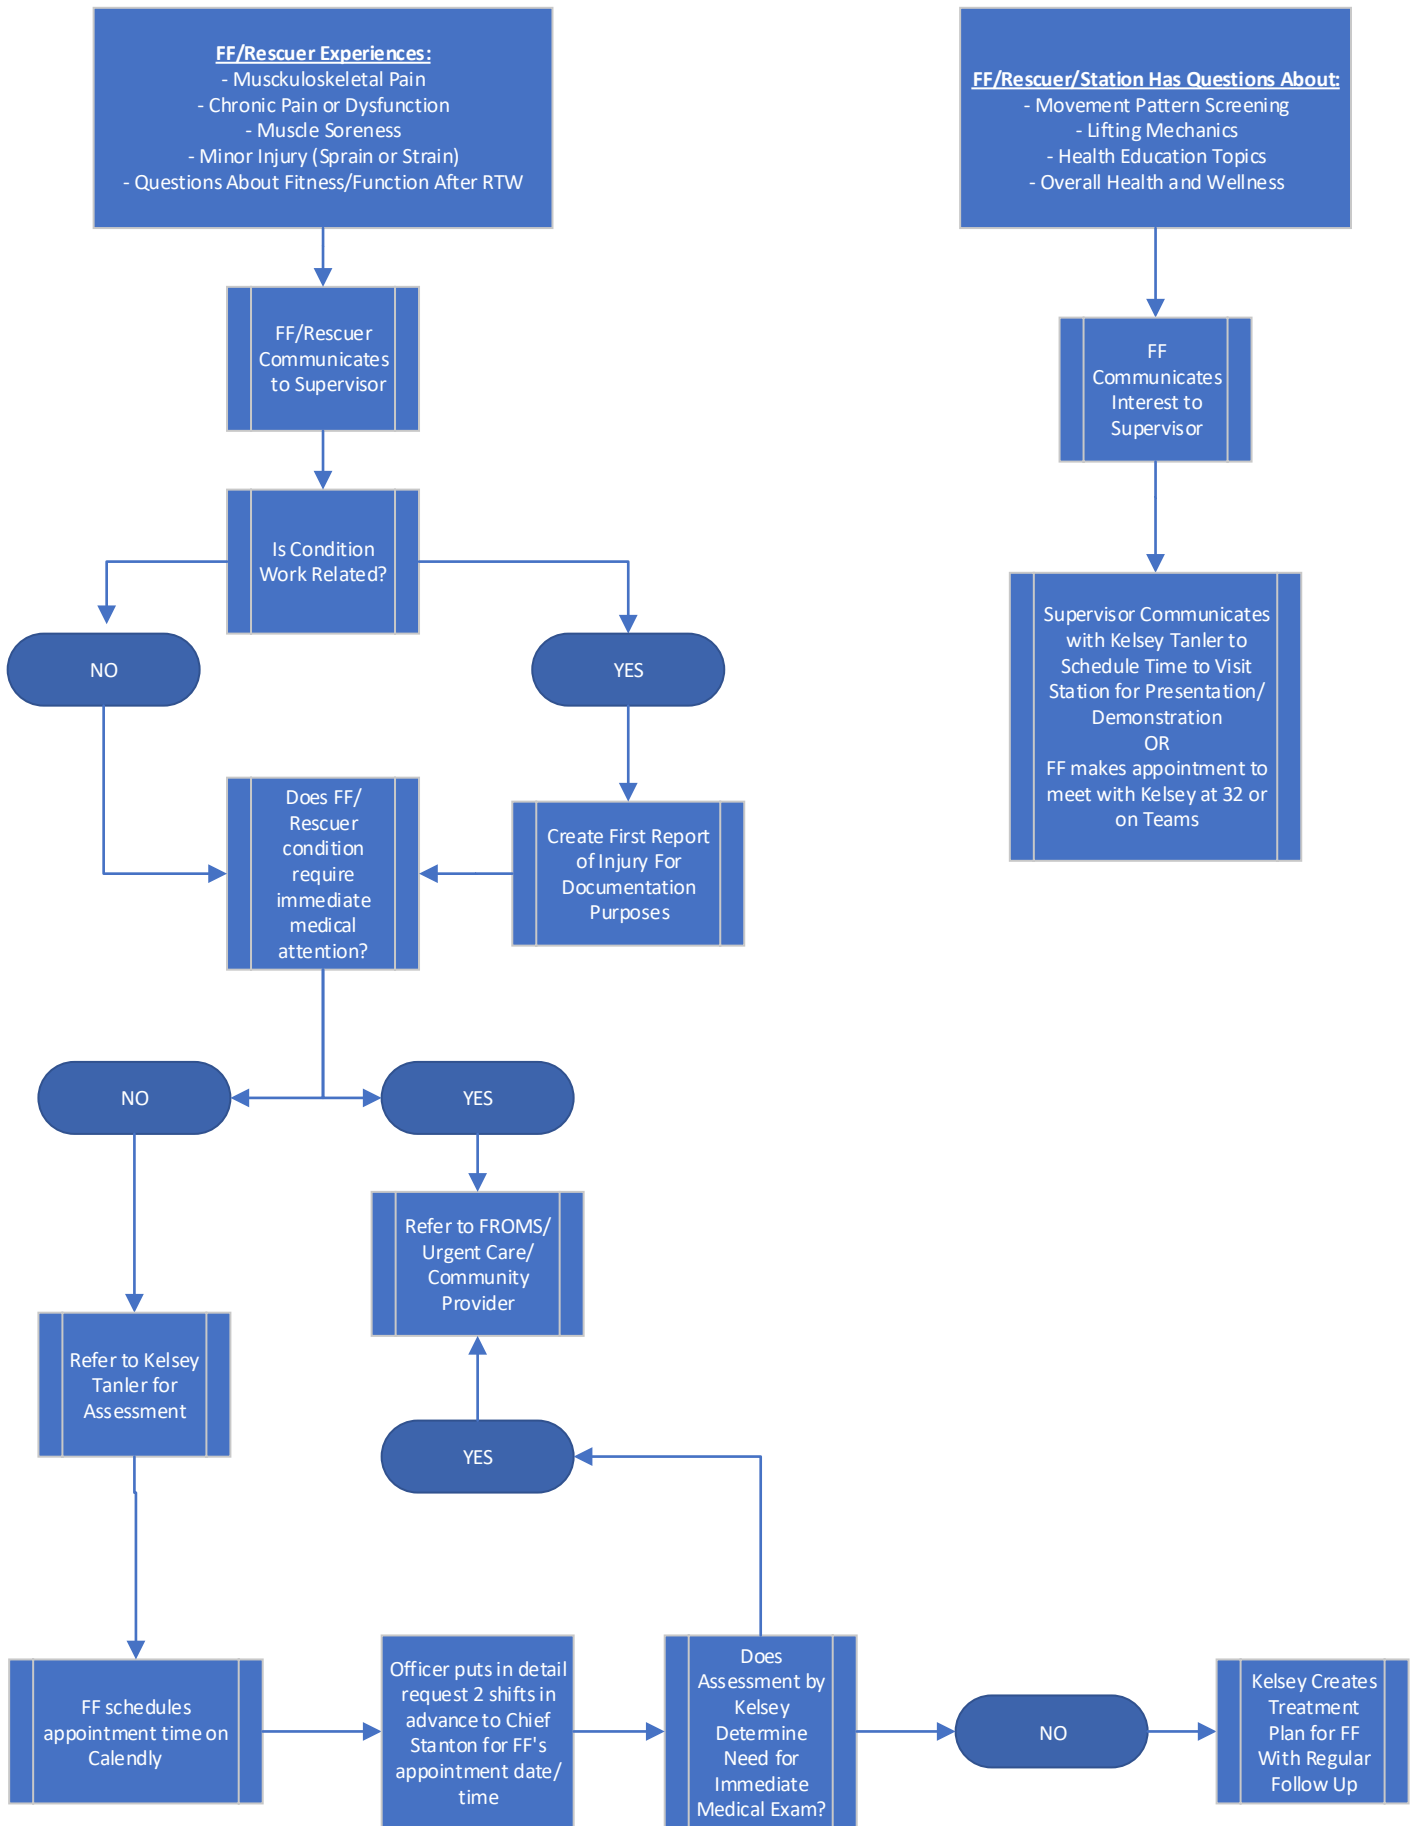 FF/Rescuer Experiences:
- Musckuloskeletal Pain
- Chronic Pain or Dysfunction
- Muscle Soreness
- Minor Injury (Sprain or Strain)
- Questions About Fitness/Function After RTW
FF/Rescuer/Station Has Questions About:
- Movement Pattern Screening
- Lifting Mechanics
- Health Education Topics
- Overall Health and Wellness
FF/Rescuer
Communicates
to Supervisor
FF
Communicates
Interest to
Supervisor
Is Condition
Work Related?
Supervisor Communicates
with Kelsey Tanler to
Schedule Time to Visit
Station for Presentation/
Demonstration
OR
FF makes appointment to
meet with Kelsey at 32 or
on Teams
NO
YES
Does FF/
Rescuer
condition
require
immediate
medical
attention?
Create First Report
of Injury For
Documentation
Purposes
NO
YES
Refer to FROMS/
Urgent Care/
Community
Provider
Refer to Kelsey
Tanler for
Assessment
YES
FF schedules
appointment time on
Calendly
Officer puts in detail
request 2 shifts in
advance to Chief
Stanton for FF's
appointment date/
time
Does
Assessment by
Kelsey
Determine
Need for
Immediate
Medical Exam?
NO
Kelsey Creates
Treatment
Plan for FF
With Regular
Follow Up